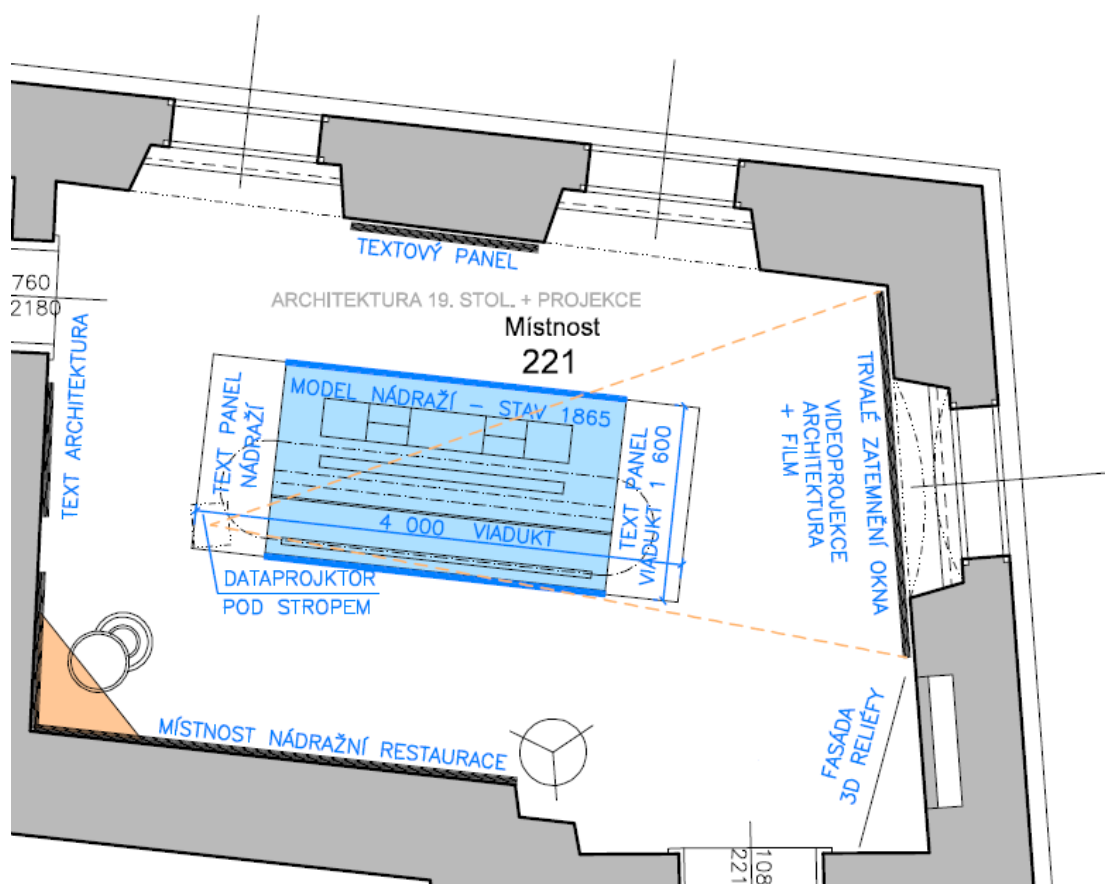 TEXTOVÝ PANEL
760
2180
ARCHITEKTURA 19. STOL. + PROJEKCE
Místnost
221
TEXT ARCHITEKTURA
TEXT PANEL
NÁDRAŽÍ
MODEL NÁDRAŽÍ – STAV 1865
TEXT PANEL
VIADUKT
1 600
4 000
VIADUKT
DATAPROJKTOR
POD STROPEM
TRVALÉ ZATEMNĚNÍ OKNA
VIDEOPROJEKCE
ARCHITEKTURA
+ FILM
MÍSTNOST NÁDRAŽNÍ RESTAURACE
FASÁDA
3D RELIÉFY
108
221